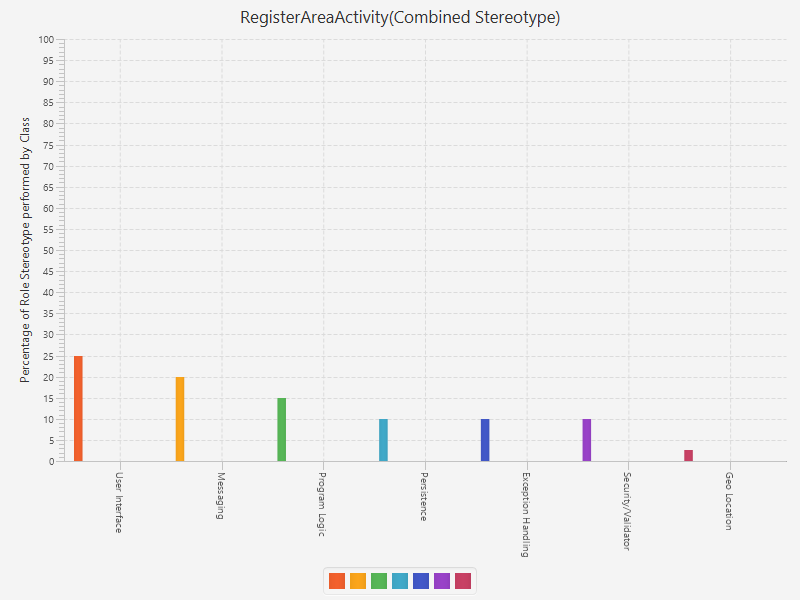 RegisterAreaActivity(Combined Stereotype)
Percentage of Role Stereotype performed by Class
100
95
90
85
80
75
70
65
60
55
50
45
40
35
30
25
20
15
10
5
0
User Interface
Messaging
Program Logic
Persistence
Exception Handling
Security/Validator
Geo Location